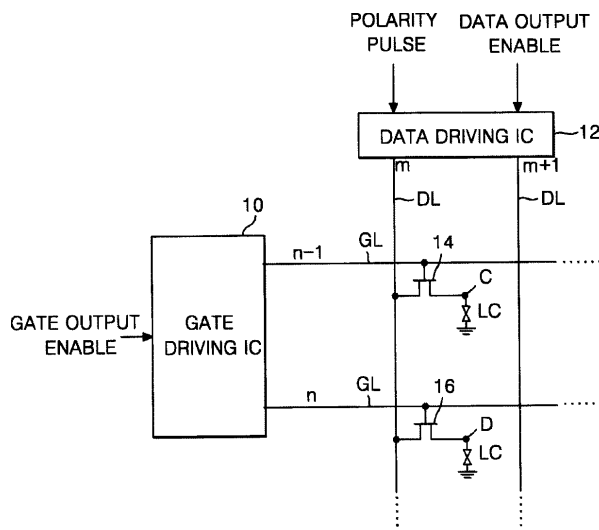 POLARITY
PULSE
DATA OUTPUT
ENABLE
DATA DRIVING IC
12
m
m+1
DL
DL
10
n-1
GL
14
C
LC
GATE OUTPUT
ENABLE
GATE
DRIVING IC
n
GL
16
D
LC